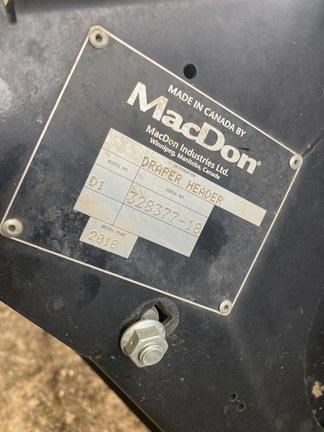 MADE IN CANADA BY
MacDon®
MacDon Industries Ltd.
Winnipeg, Manitoba, Canada
DRAPER HEADER
MODEL NO.
SERIAL NO.
D1
328377-18
MODEL YEAR
2018